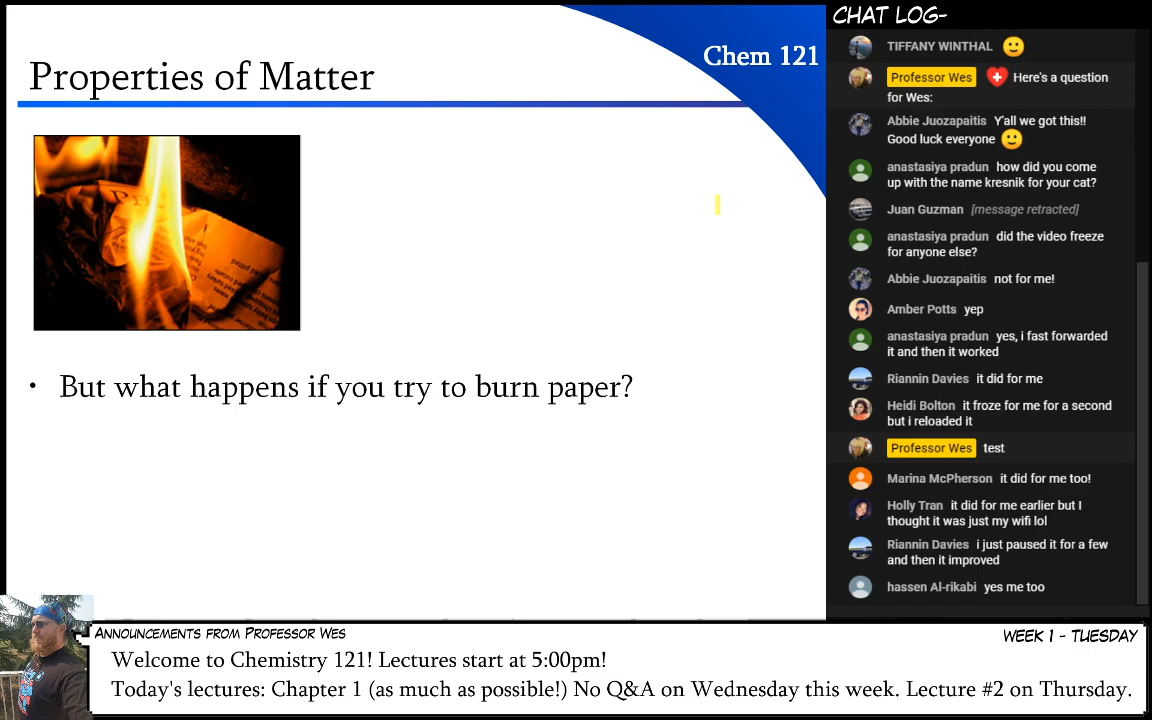 Chem 121
Properties of Matter
• But what happens if you try to burn paper?
CHAT LOG-
TIFFANY WINTHAL 🙂
Professor Wes Here's a question
for Wes:
Abbie Juozapaitis Y'all we got this!!
Good luck everyone 🙂
anastasiya pradun how did you come
up with the name kresnik for your cat?
Juan Guzman [message retracted]
anastasiya pradun did the video freeze
for anyone else?
Abbie Juozapaitis not for me!
Amber Potts yep
anastasiya pradun yes, i fast forwarded
it and then it worked
Riannin Davies it did for me
Heidi Bolton it froze for me for a second
but i reloaded it
Professor Wes test
Marina McPherson it did for me too!
Holly Tran it did for me earlier but I
thought it was just my wifi lol
Riannin Davies i just paused it for a few
and then it improved
hassen Al-rikabi yes me too
ANNOUNCEMENTS FROM PROFESSOR WES
WEEK 1 - TUESDAY
Welcome to Chemistry 121! Lectures start at 5:00pm!
Today's lectures: Chapter 1 (as much as possible!) No Q&A on Wednesday this week. Lecture #2 on Thursday.